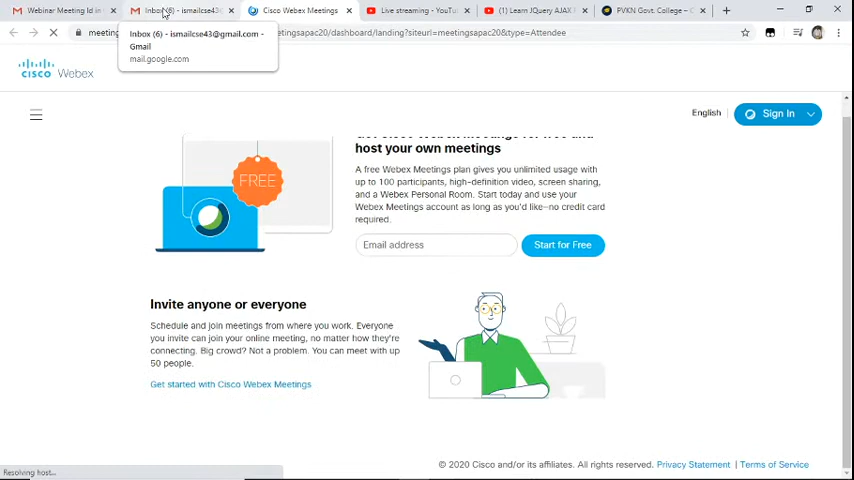 Webinar Meeting Id in
Inbox (6) - ismailcse43
Cisco Webex Meetings
Live streaming - YouTu
(1) Learn JQuery AJAX
PVKN Govt. College – C
Inbox (6) - ismailcse43@gmail.com -
Gmail
mail.google.com
meeting
etingsapac20/dashboard/landing?siteurl=meetingsapac20&type=Attendee
CISCO Webex
English
Sign In
host your own meetings
A free Webex Meetings plan gives you unlimited usage with
up to 100 participants, high-definition video, screen sharing,
and a Webex Personal Room. Start today and use your
Webex Meetings account as long as you'd like—no credit card
required.
FREE
Email address
Start for Free
Invite anyone or everyone
Schedule and join meetings from where you work. Everyone
you invite can join your online meeting, no matter how they're
connecting. Big crowd? Not a problem. You can meet with up
50 people.
Get started with Cisco Webex Meetings
Resolving host...
© 2020 Cisco and/or its affiliates. All rights reserved. Privacy Statement | Terms of Service